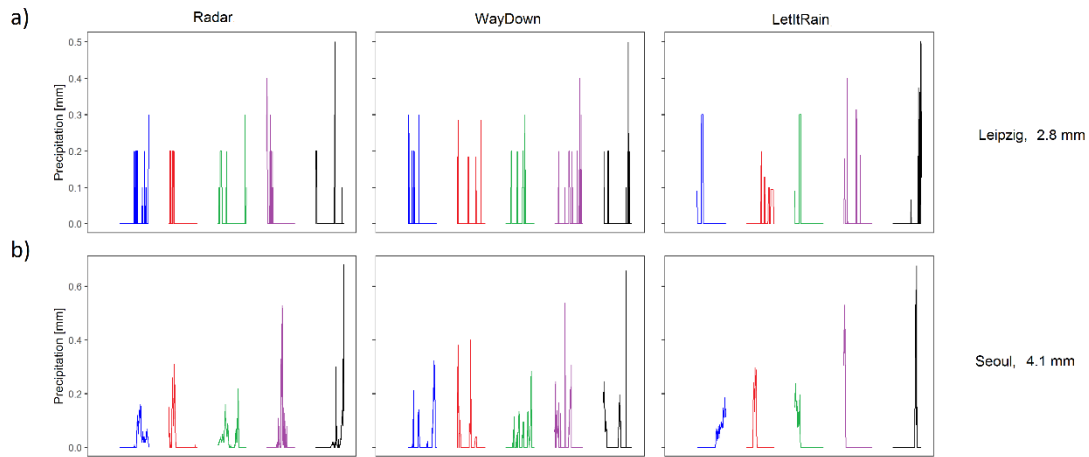 a)
Radar
WayDown
LetItRain
0.5
0.4
0.3
0.2
0.1
0.0
Precipitation [mm]
Leipzig, 2.8 mm
b)
0.6
0.4
0.2
0.0
Precipitation [mm]
Seoul, 4.1 mm